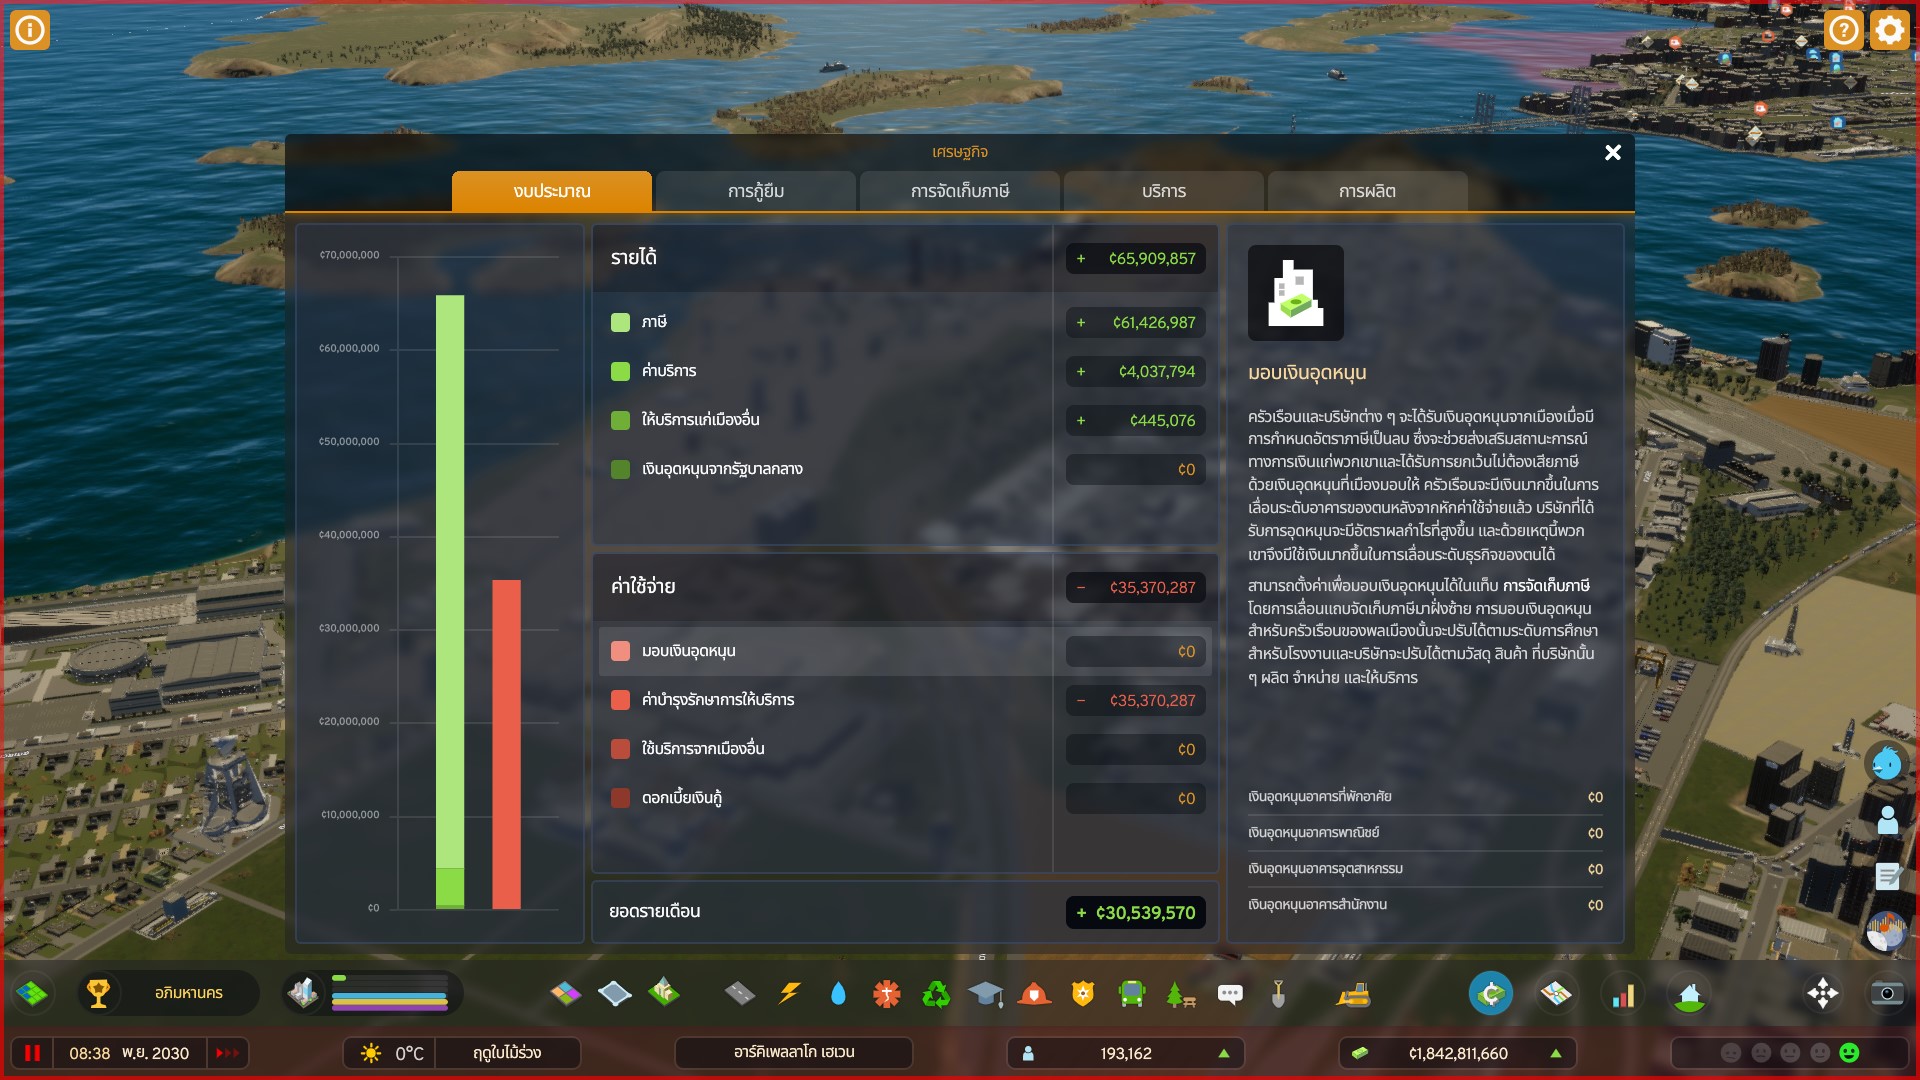 เศรษฐกิจ
งบประมาณ
การกู้ยืม
การจัดเก็บภาษี
บริการ
การผลิต
¢70,000,000
¢60,000,000
¢50,000,000
¢40,000,000
¢30,000,000
¢20,000,000
¢10,000,000
¢0
รายได้ + ¢65,909,857
ภาษี + ¢61,426,987
ค่าบริการ + ¢4,037,794
ให้บริการแก่เมืองอื่น + ¢445,076
เงินอุดหนุนจากรัฐบาลกลาง ¢0
ค่าใช้จ่าย - ¢35,370,287
มอบเงินอุดหนุน ¢0
ค่าบำรุงรักษาการให้บริการ - ¢35,370,287
ใช้บริการจากเมืองอื่น ¢0
ดอกเบี้ยเงินกู้ ¢0
ยอดรายเดือน + ¢30,539,570
มอบเงินอุดหนุน
ครัวเรือนและบริษัทต่าง ๆ จะได้รับเงินอุดหนุนจากเมืองเมื่อมี
การกำหนดอัตราภาษีเป็นลบ ซึ่งจะช่วยส่งเสริมสถานะการณ์
ทางการเงินแก่พวกเขาและได้รับการยกเว้นไม่ต้องเสียภาษี
ด้วยเงินอุดหนุนที่เมืองมอบให้ ครัวเรือนจะมีเงินมากขึ้นในการ
เลื่อนระดับอาคารของตนหลังจากหักค่าใช้จ่ายแล้ว บริษัทที่ได้
รับการอุดหนุนจะมีอัตราผลกำไรที่สูงขึ้น และด้วยเหตุนี้พวก
เขาจึงมีใช้เงินมากขึ้นในการเลื่อนระดับธุรกิจของตนได้
สามารถตั้งค่าเพื่อมอบเงินอุดหนุนได้ในแท็บ การจัดเก็บภาษี
โดยการเลื่อนแถบจัดเก็บภาษีมาฝั่งซ้าย การมอบเงินอุดหนุน
สำหรับครัวเรือนของพลเมืองนั้นจะปรับได้ตามระดับการศึกษา
สำหรับโรงงานและบริษัทจะปรับได้ตามวัสดุ สินค้า ที่บริษัทนั้น
ๆ ผลิต จำหน่าย และให้บริการ
เงินอุดหนุนอาคารที่พักอาศัย ¢0
เงินอุดหนุนอาคารพาณิชย์ ¢0
เงินอุดหนุนอาคารอุตสาหกรรม ¢0
เงินอุดหนุนอาคารสำนักงาน ¢0
อภิมหานคร
08:38 พ.ย. 2030
0°C
ฤดูใบไม้ร่วง
อาร์คิเพลลาโก เฮเวน
193,162
¢1,842,811,660